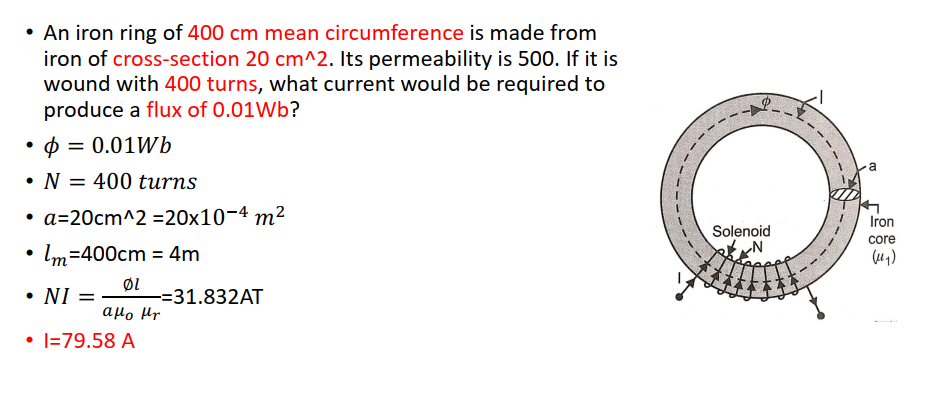 • An iron ring of 400 cm mean circumference is made from
iron of cross-section 20 cm^2. Its permeability is 500. If it is
wound with 400 turns, what current would be required to
produce a flux of 0.01Wb?
• ϕ = 0.01Wb
• N = 400 turns
• a=20cm^2 =20x10⁻⁴ m²
• lₘ=400cm = 4m
• NI = Øl / aμₒ μᵣ =31.832AT
• I=79.58 A
ϕ
l
a
Iron
core
(μ₁)
Solenoid
N
I